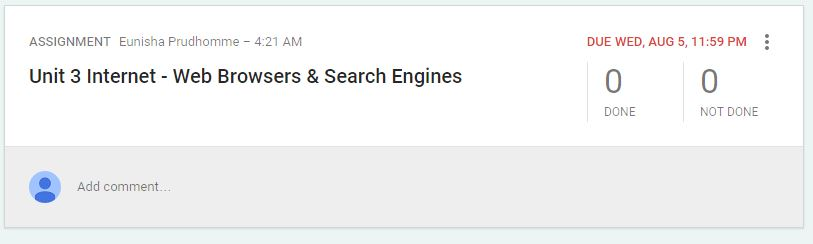 ASSIGNMENT Eunisha Prudhomme – 4:21 AM
DUE WED, AUG 5, 11:59 PM
Unit 3 Internet - Web Browsers & Search Engines
0 0
DONE NOT DONE
Add comment...